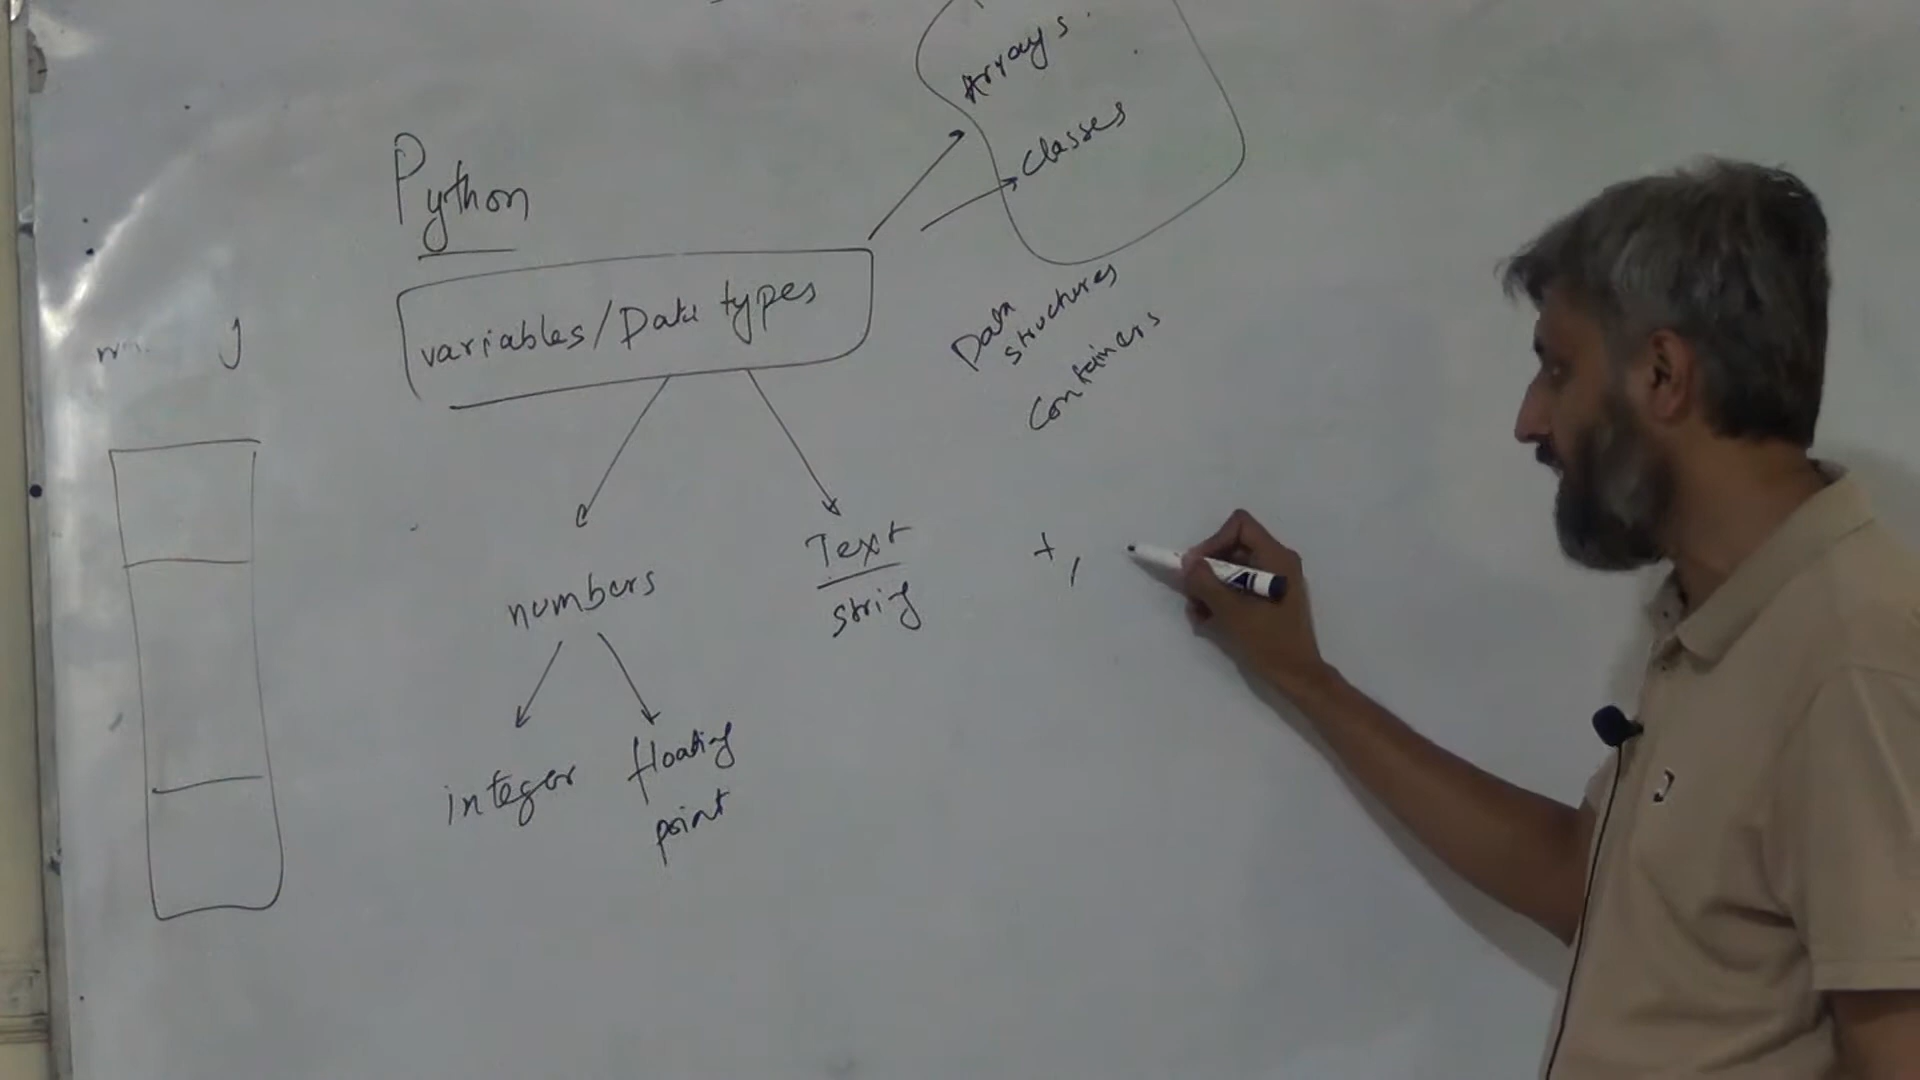 Arrays.
Classes
Python
variables/Data types
Data
structures
Containers
numbers
Text
string
+,
integer
floating
point